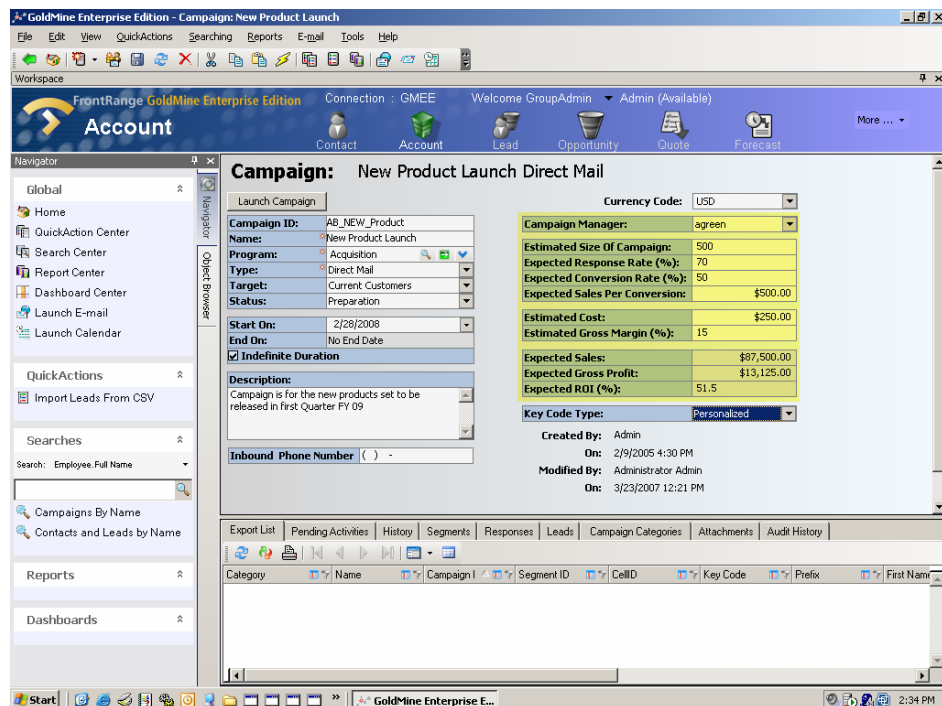 GoldMine Enterprise Edition - Campaign: New Product Launch
File Edit View QuickActions Searching Reports E-mail Tools Help
Workspace
FrontRange GoldMine Enterprise Edition Connection : GMEE Welcome GroupAdmin Admin (Available)
Account
Contact Account Lead Opportunity Quote Forecast
More ...
Navigator
Global
Home
QuickAction Center
Search Center
Report Center
Dashboard Center
Launch E-mail
Launch Calendar
QuickActions
Import Leads From CSV
Searches
Search: Employee.Full Name
Campaigns By Name
Contacts and Leads by Name
Reports
Dashboards
Navigator
Object Browser
Campaign: New Product Launch Direct Mail
Launch Campaign
Campaign ID: AB_NEW_Product
Name: New Product Launch
Program: Acquisition
Type: Direct Mail
Target: Current Customers
Status: Preparation
Start On: 2/28/2008
End On: No End Date
Indefinite Duration
Description:
Campaign is for the new products set to be
released in first Quarter FY 09
Inbound Phone Number ( ) -
Currency Code: USD
Campaign Manager: agreen
Estimated Size Of Campaign: 500
Expected Response Rate (%): 70
Expected Conversion Rate (%): 50
Expected Sales Per Conversion: $500.00
Estimated Cost: $250.00
Estimated Gross Margin (%): 15
Expected Sales: $87,500.00
Expected Gross Profit: $13,125.00
Expected ROI (%): 51.5
Key Code Type: Personalized
Created By: Admin
On: 2/9/2005 4:30 PM
Modified By: Administrator Admin
On: 3/23/2007 12:21 PM
Export List Pending Activities History Segments Responses Leads Campaign Categories Attachments Audit History
Category Name Campaign I Segment ID CellID Key Code Prefix First Name
Start GoldMine Enterprise E... 2:34 PM